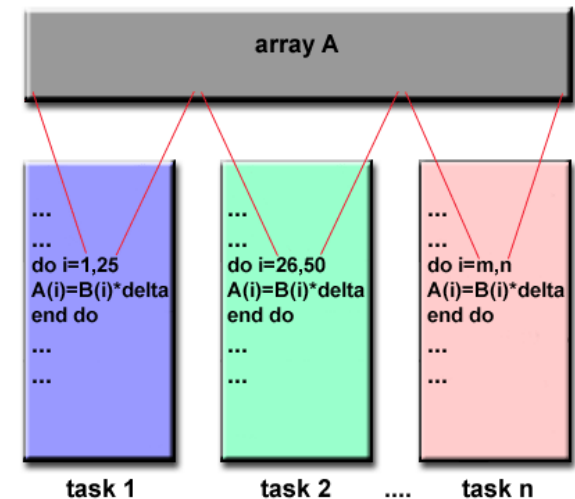 array A
...
...
do i=1,25
A(i)=B(i)*delta
end do
...
...
task 1
...
...
do i=26,50
A(i)=B(i)*delta
end do
...
...
task 2
....
...
...
do i=m,n
A(i)=B(i)*delta
end do
...
...
task n